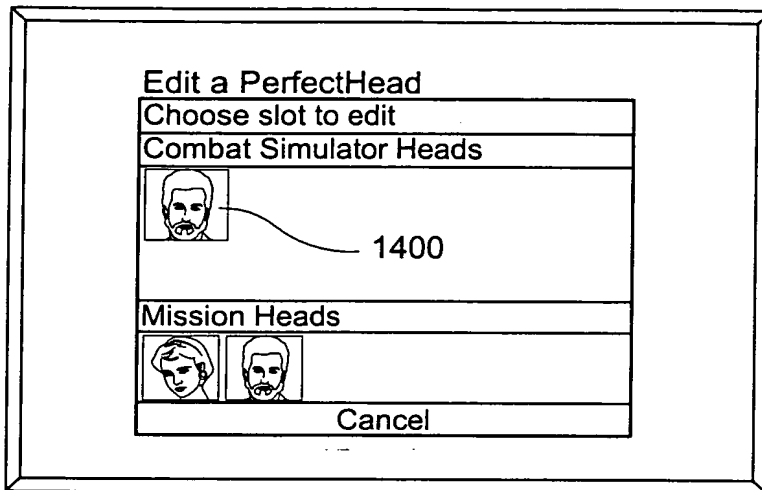 Edit a PerfectHead
Choose slot to edit
Combat Simulator Heads
1400
Mission Heads
Cancel